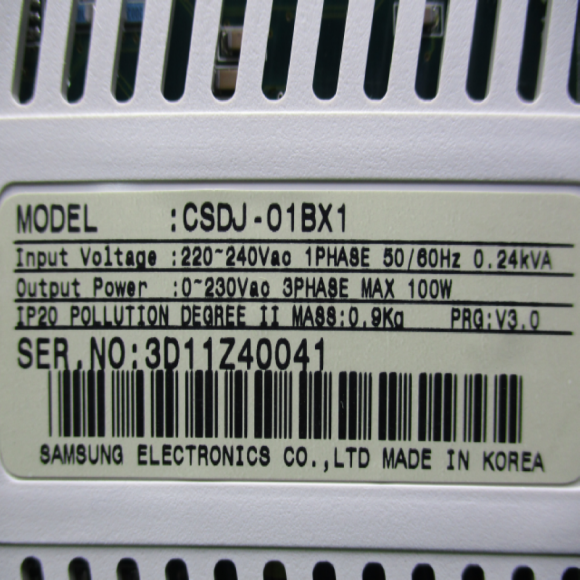 MODEL :CSDJ-01BX1
Input Voltage :220~240Vac 1PHASE 50/60Hz 0.24kVA
Output Power :0~230Vac 3PHASE MAX 100W
IP20 POLLUTION DEGREE II MASS:0.9Kg PRG:V3.0
SER.NO:3D11Z40041
SAMSUNG ELECTRONICS CO.,LTD MADE IN KOREA